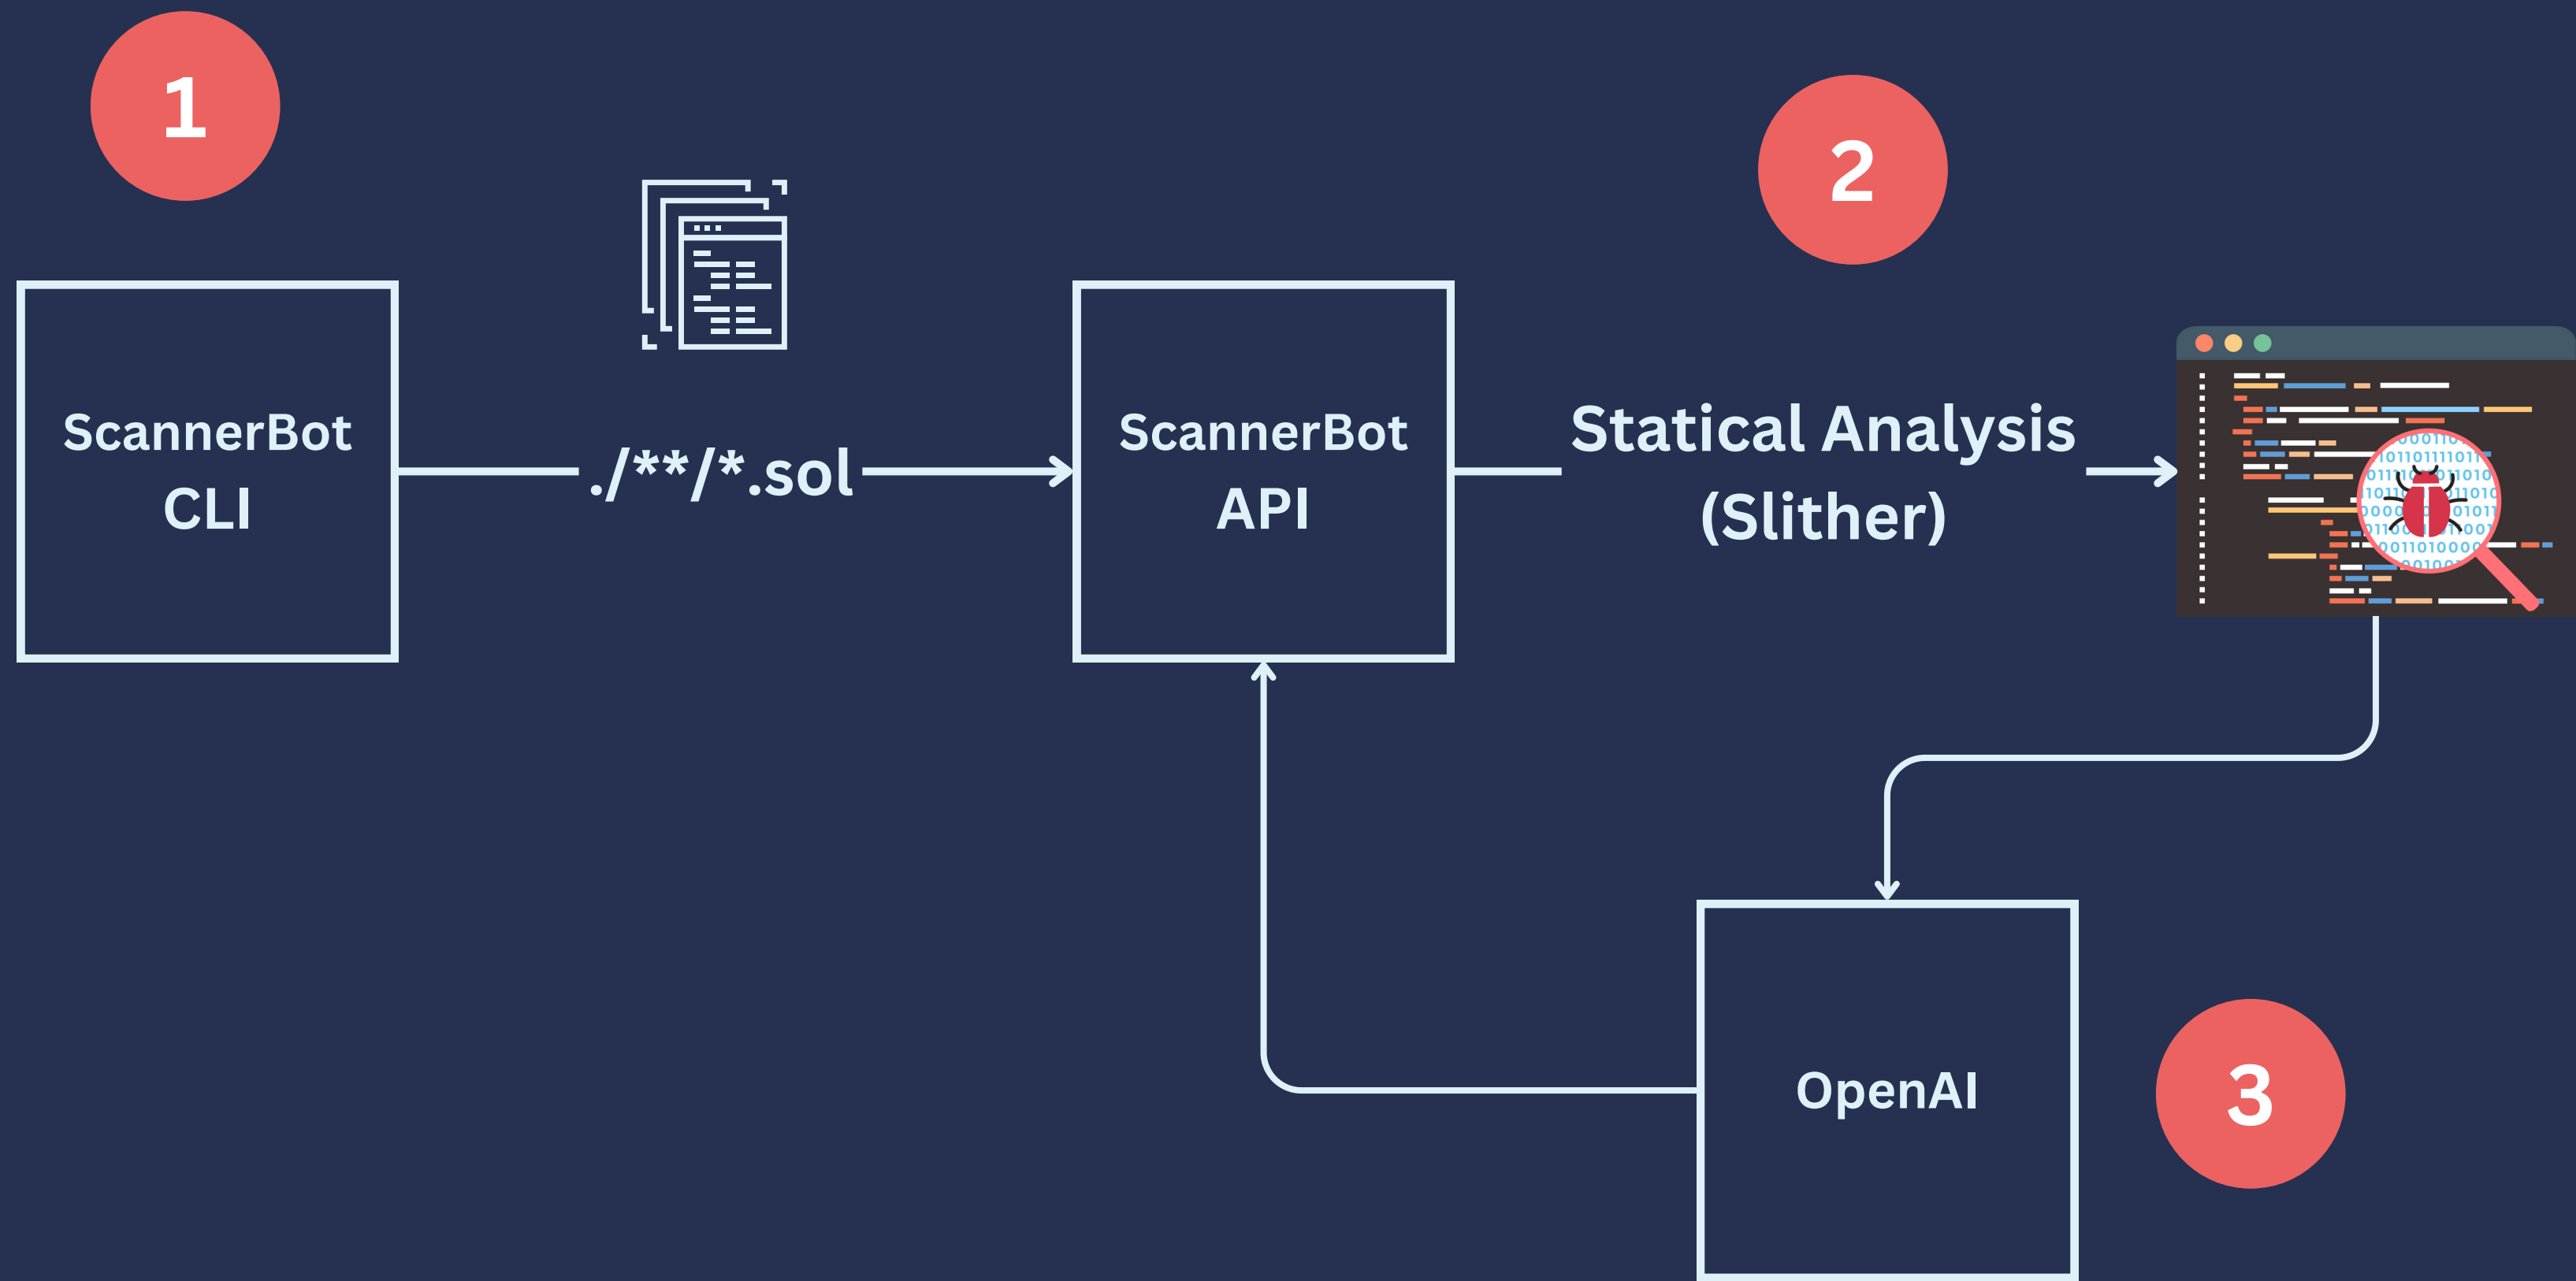 1
2
ScannerBot
CLI
./**/*.sol
ScannerBot
API
Statical Analysis
(Slither)
OpenAI
3